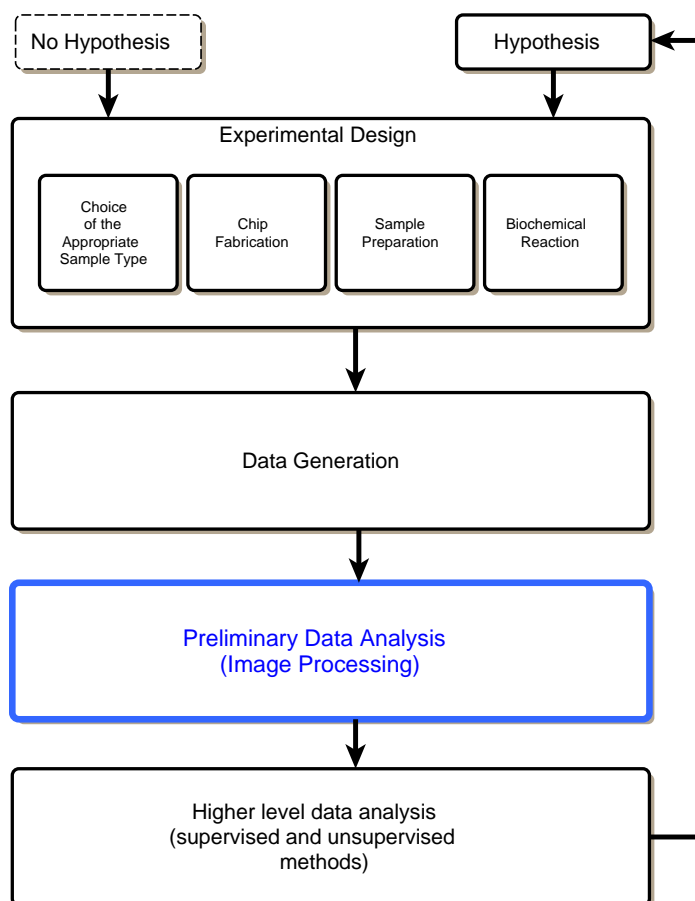 No Hypothesis
Hypothesis
Experimental Design
Choice
of the
Appropriate
Sample Type
Chip
Fabrication
Sample
Preparation
Biochemical
Reaction
Data Generation
Preliminary Data Analysis
(Image Processing)
Higher level data analysis
(supervised and unsupervised
methods)